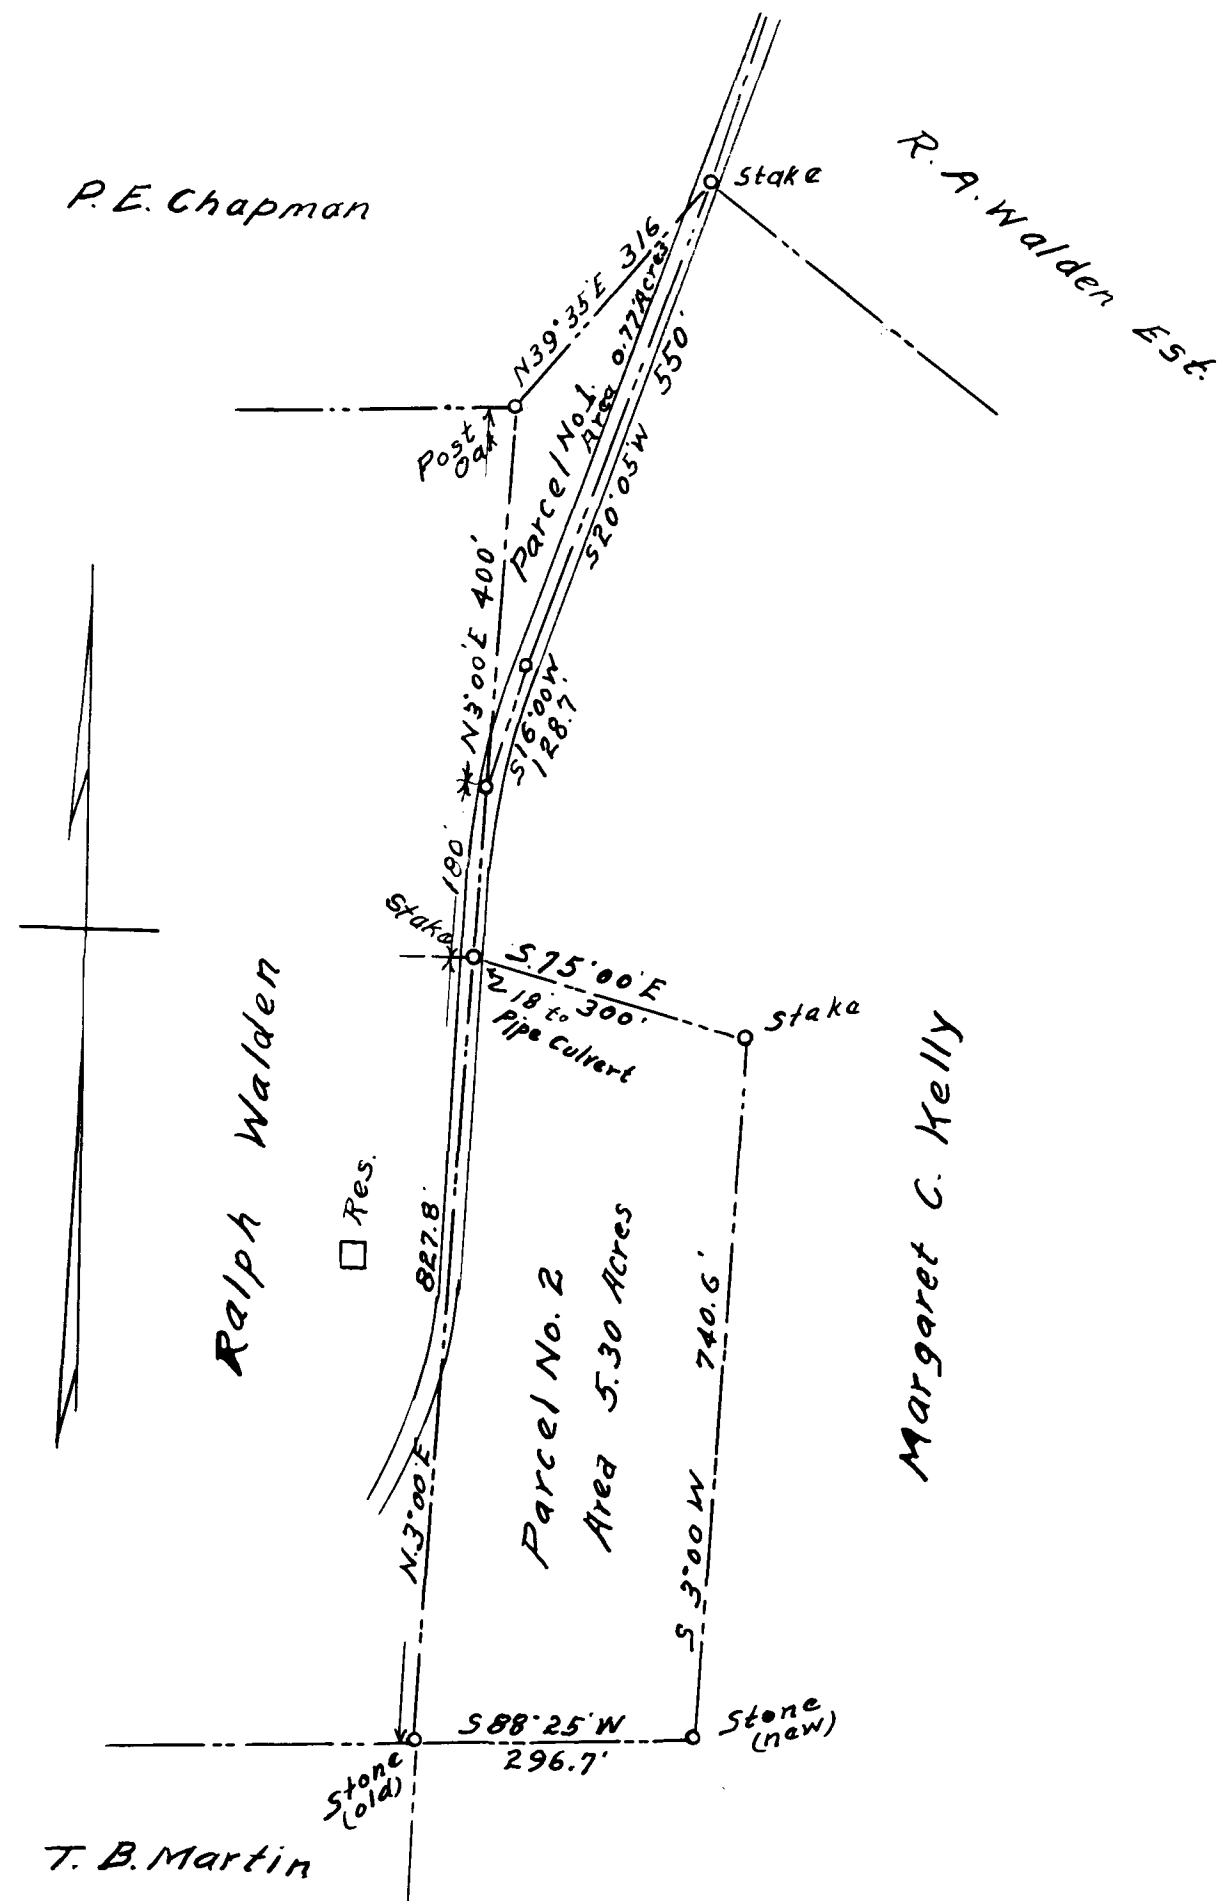 P.E. Chapman
R. A. Walden Est.
Stake
N39°35'E 316
Parcel No 1.
Area 0.77 Acres
550'
S20°05'W
Post
Oak
N3°00'E 400'
S16°00'W
128.7'
180'
Stake
S.75°00'E
300'
18' to
Pipe Culvert
Stake
Ralph Walden
Res.
827.8'
N.3°00'E
Parcel No. 2
Area 5.30 Acres
740.6'
S 3°00 W
Margaret C. Kelly
S88°25'W
296.7'
Stone
(new)
Stone
(old)
T. B. Martin